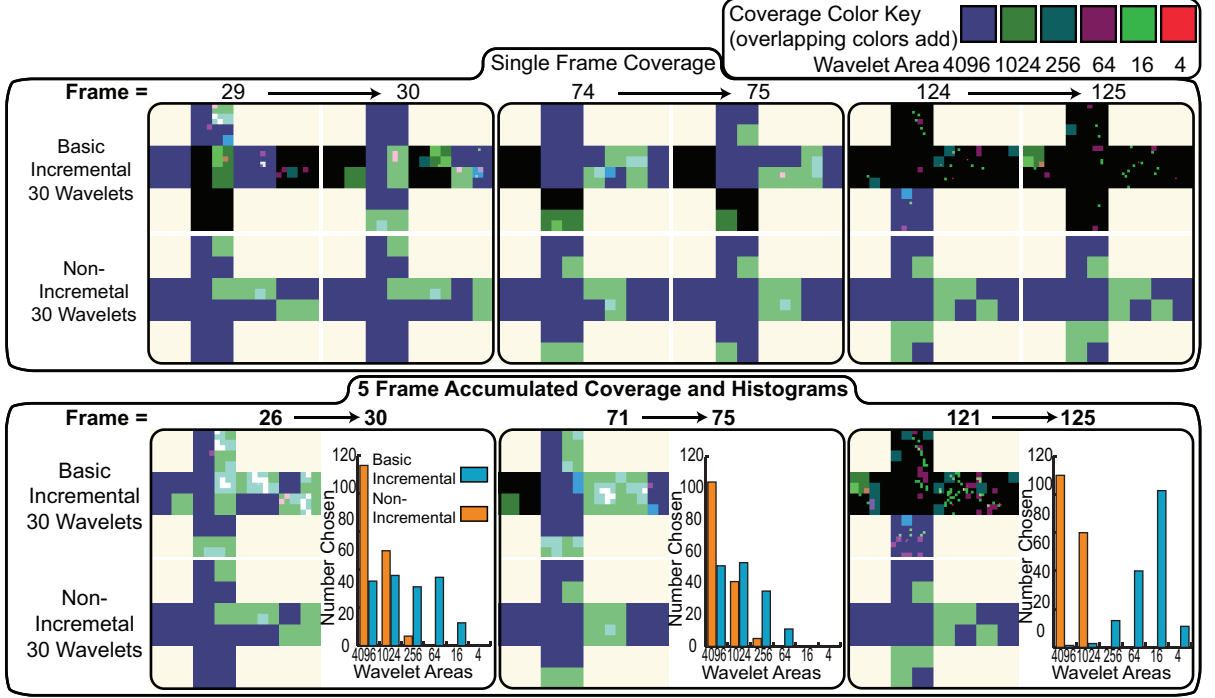 Coverage Color Key
(overlapping colors add)
Wavelet Area 4096 1024 256 64 16 4
Single Frame Coverage
Frame = 29 30 74 75 124 125
Basic
Incremental
30 Wavelets
Non-
Incremetal
30 Wavelets
5 Frame Accumulated Coverage and Histograms
Frame = 26 30 71 75 121 125
Basic
Incremental
30 Wavelets
Non-
Incremetal
30 Wavelets
Number Chosen
120
100
80
60
40
20
0
Basic
Incremental
Non-
Incremental
4096 1024 256 64 16 4
Wavelet Areas
Number Chosen
120
100
80
60
40
20
0
4096 1024 256 64 16 4
Wavelet Areas
Number Chosen
120
100
80
60
40
20
0
4096 1024 256 64 16 4
Wavelet Areas